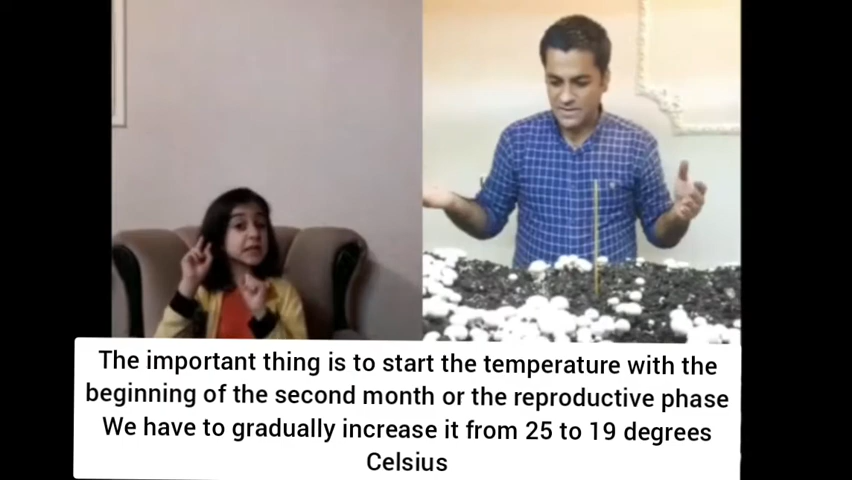 The important thing is to start the temperature with the
beginning of the second month or the reproductive phase
We have to gradually increase it from 25 to 19 degrees
Celsius